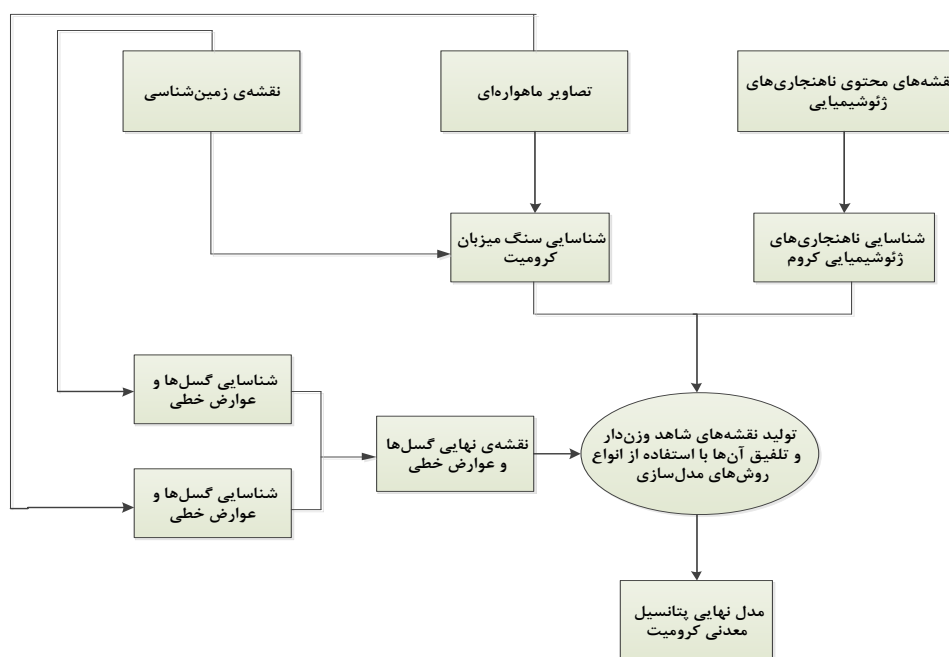 نقشه‌ی زمین‌شناسی
تصاویر ماهواره‌ای
نقشه‌های محتوی ناهنجاری‌های
ژئوشیمیایی
شناسایی سنگ میزبان
کرومیت
شناسایی ناهنجاری‌های
ژئوشیمیایی کروم
شناسایی گسل‌ها و
عوارض خطی
نقشه‌ی نهایی گسل‌ها
و عوارض خطی
شناسایی گسل‌ها و
عوارض خطی
تولید نقشه‌های شاهد وزن‌دار
و تلفیق آن‌ها با استفاده از انواع
روش‌های مدل‌سازی
مدل نهایی پتانسیل
معدنی کرومیت